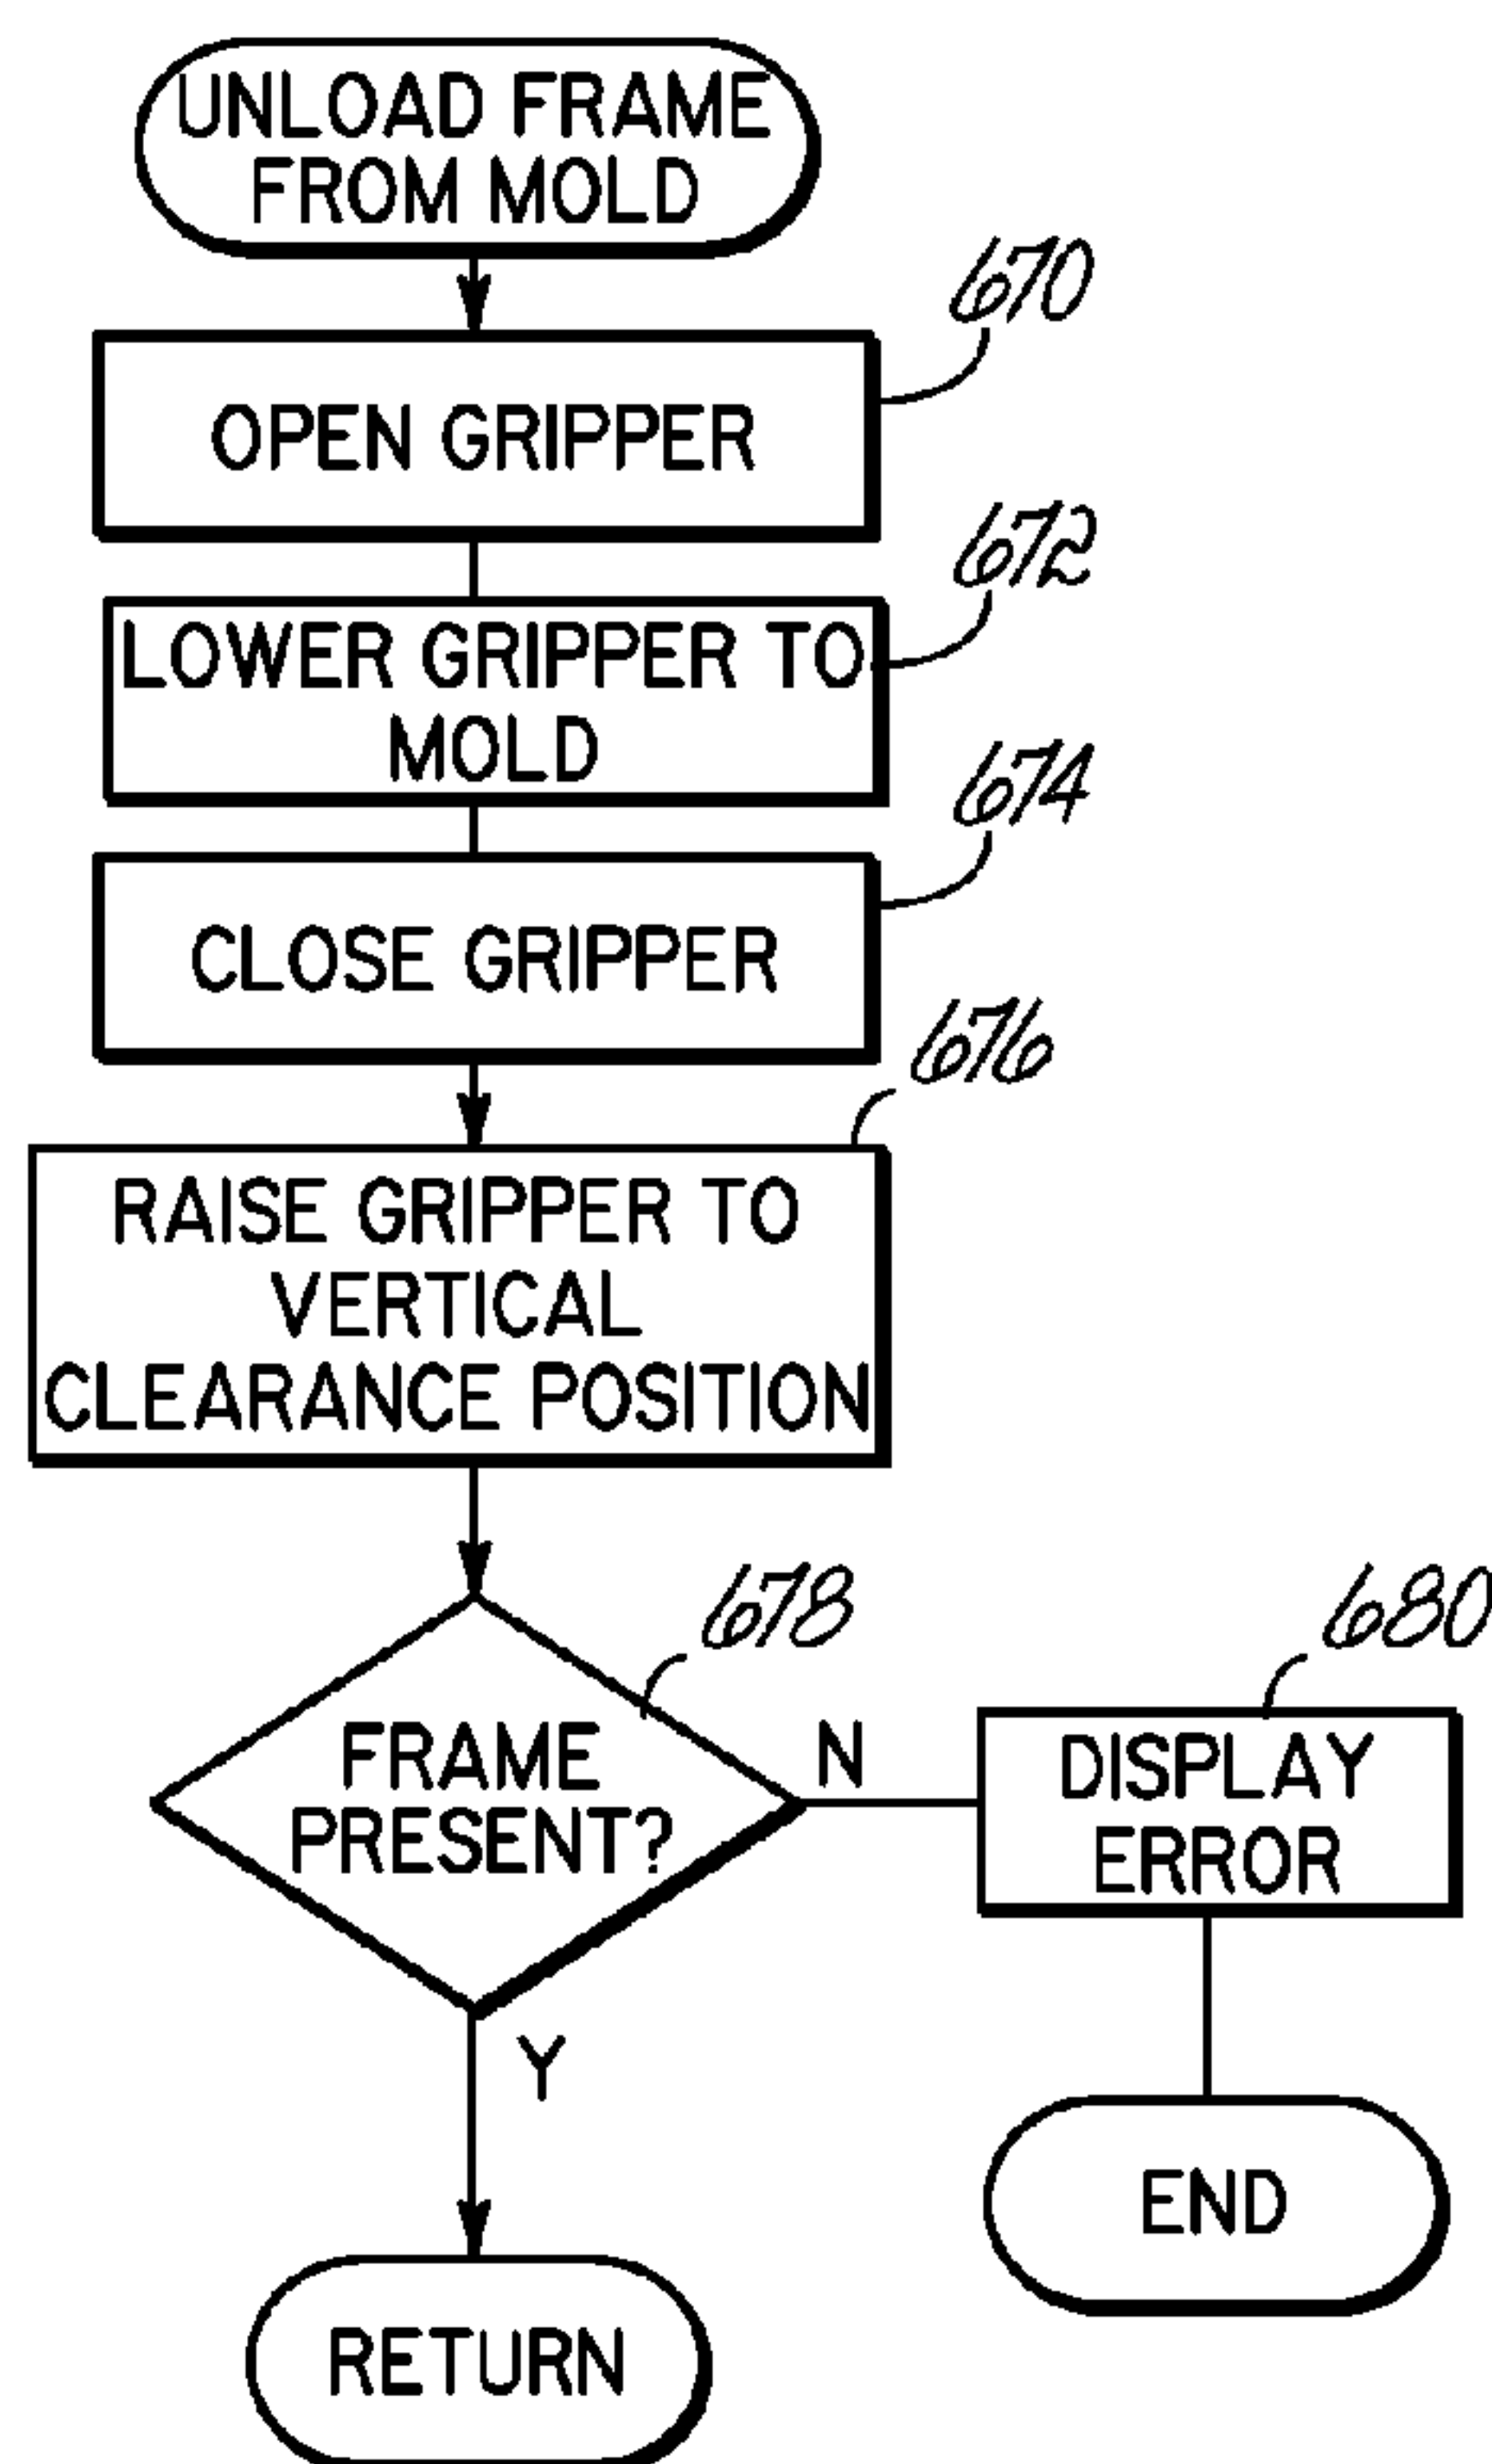 UNLOAD FRAME
FROM MOLD
670
OPEN GRIPPER
672
LOWER GRIPPER TO
MOLD
674
CLOSE GRIPPER
676
RAISE GRIPPER TO
VERTICAL
CLEARANCE POSITION
678
680
FRAME
PRESENT?
N
DISPLAY
ERROR
Y
END
RETURN